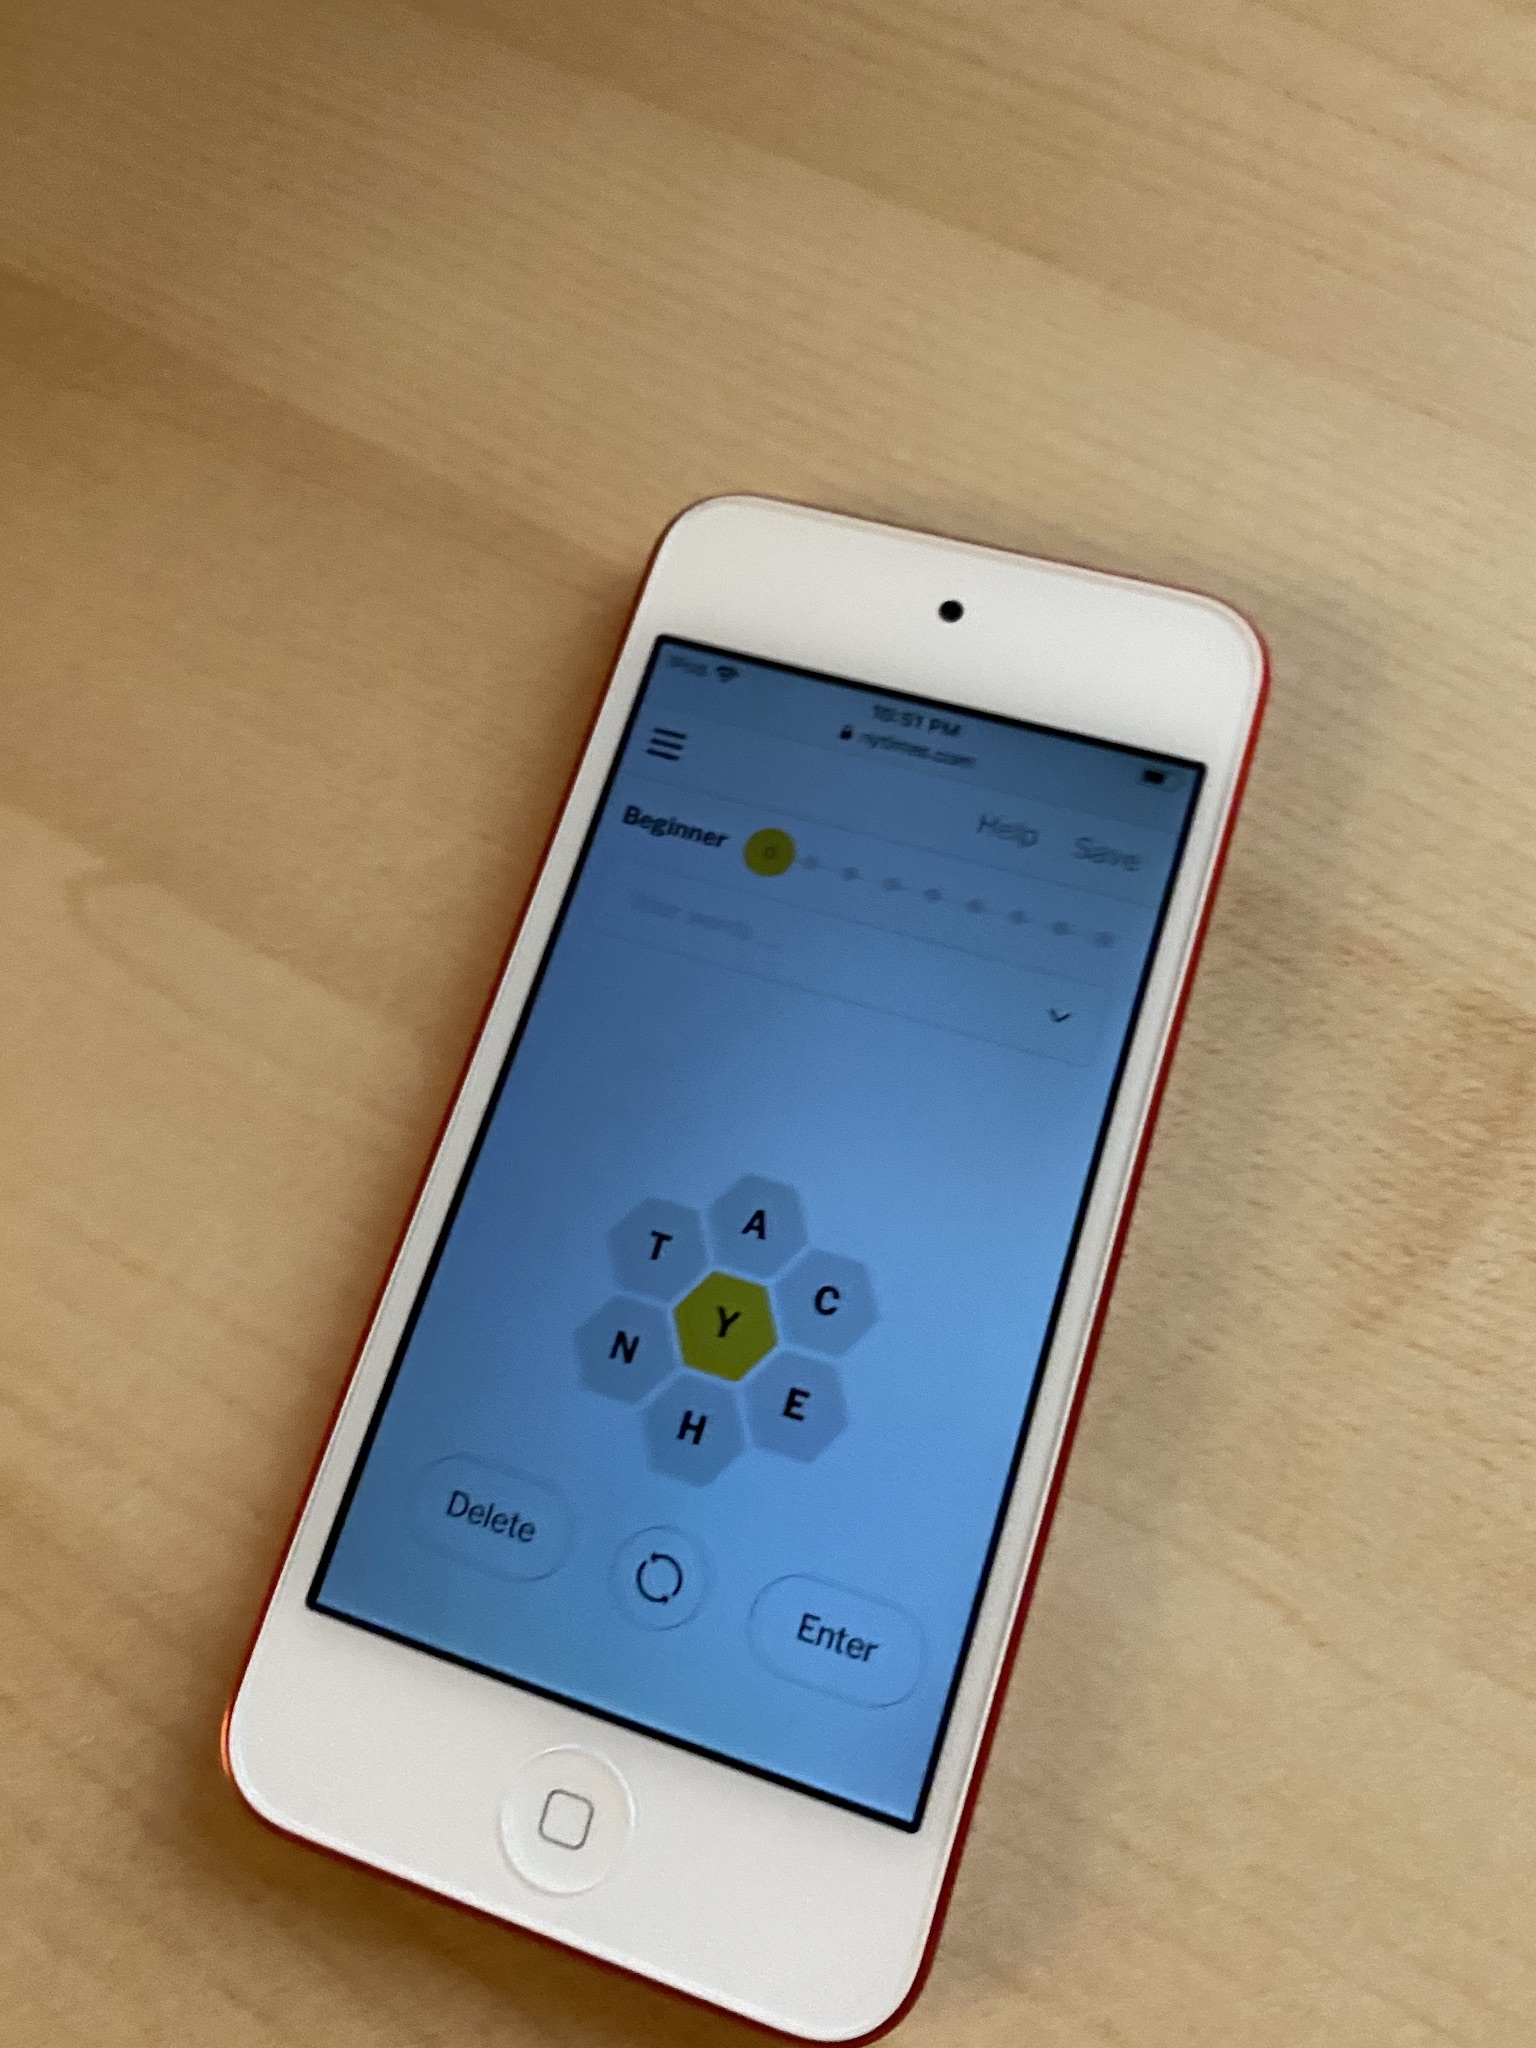 iPod
10:51 PM
nytimes.com
Help Save
Beginner 0
Your words ...
A
T
C
Y
N
E
H
Delete
Enter